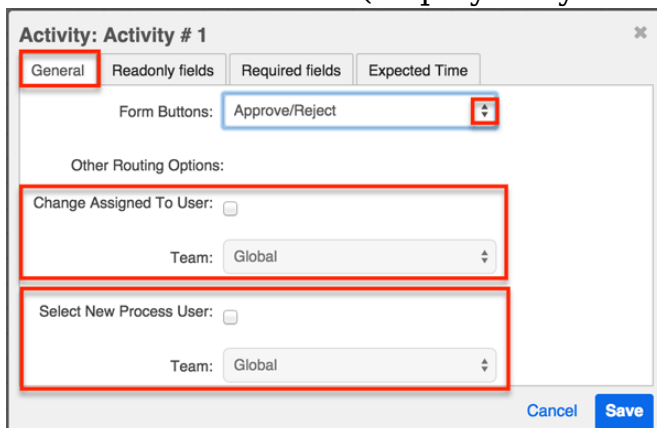 Activity: Activity # 1
General Readonly fields Required fields Expected Time
Form Buttons: Approve/Reject
Other Routing Options:
Change Assigned To User:
Team: Global
Select New Process User:
Team: Global
Cancel Save